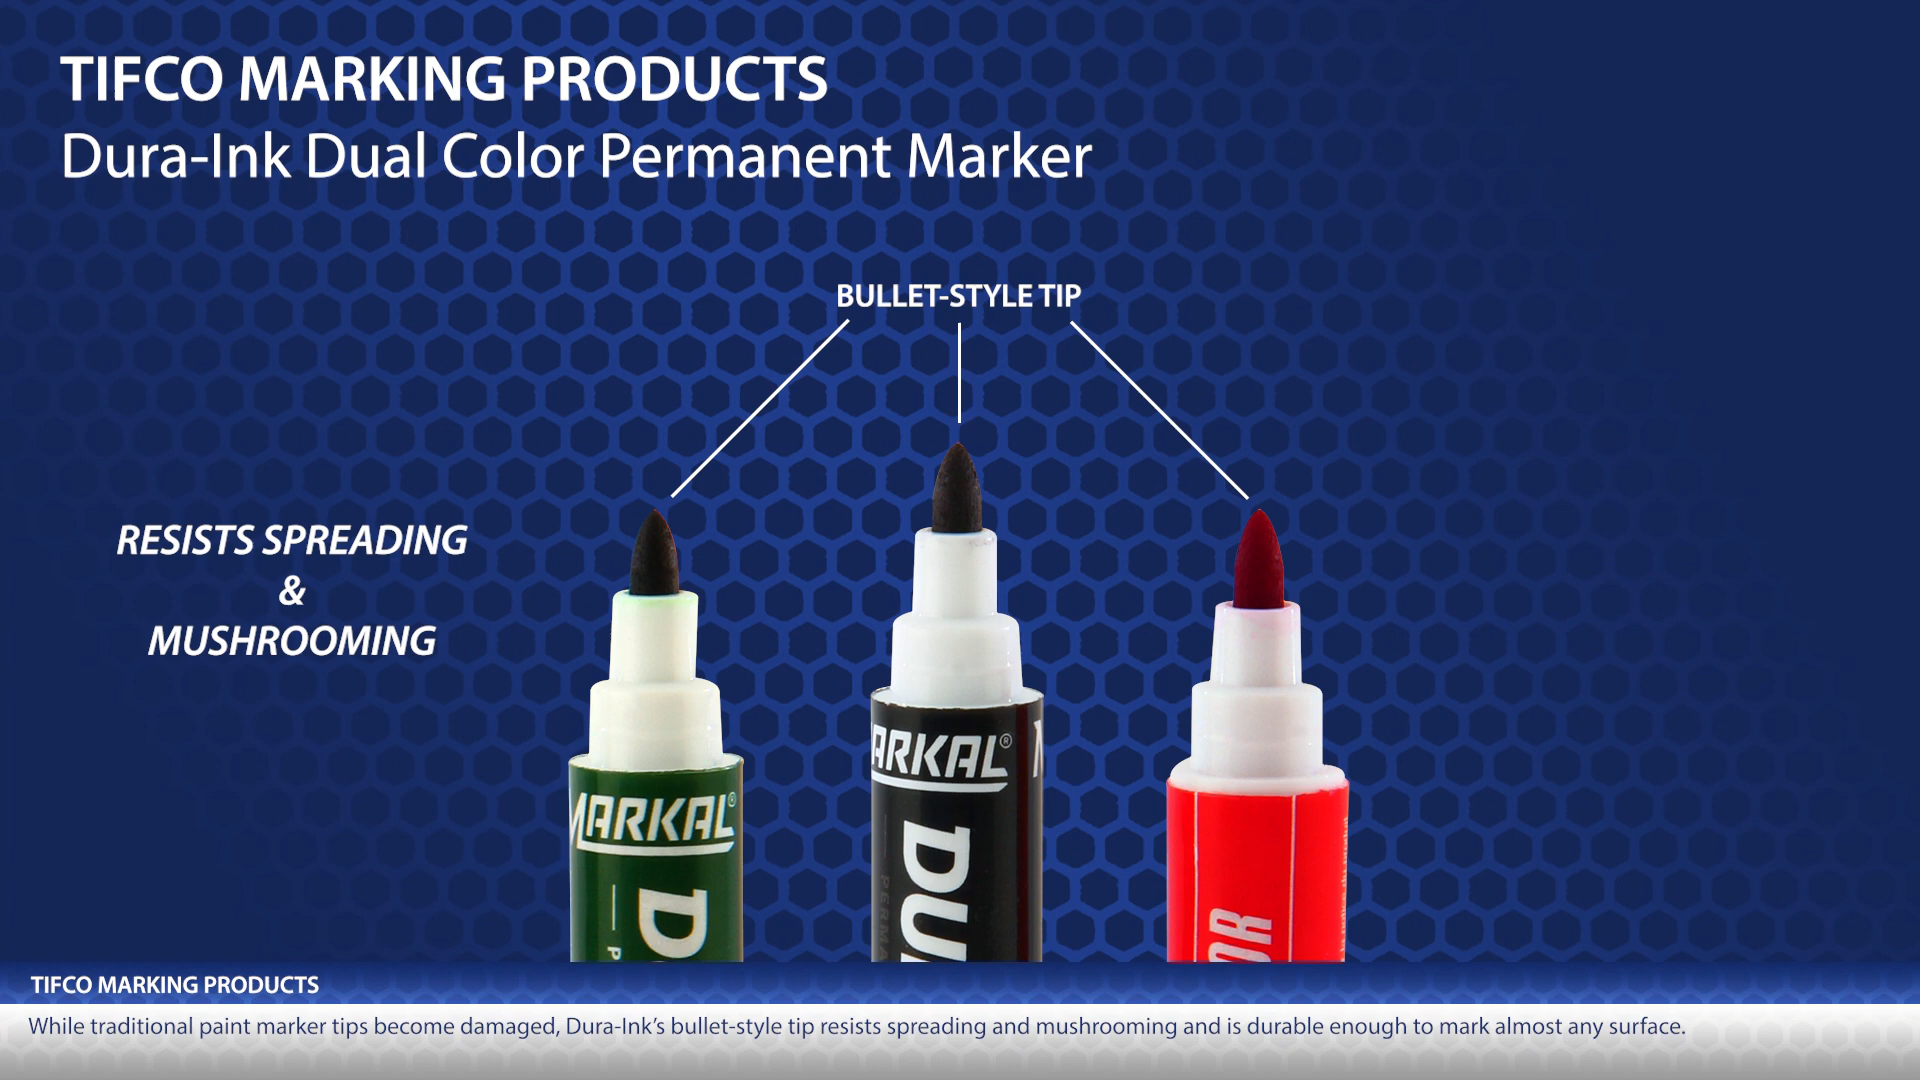 TIFCO MARKING PRODUCTS
Dura-Ink Dual Color Permanent Marker
BULLET-STYLE TIP
RESISTS SPREADING
&
MUSHROOMING
MARKAL®
D
ARKAL®
DU
OR
TIFCO MARKING PRODUCTS
While traditional paint marker tips become damaged, Dura-Ink’s bullet-style tip resists spreading and mushrooming and is durable enough to mark almost any surface.